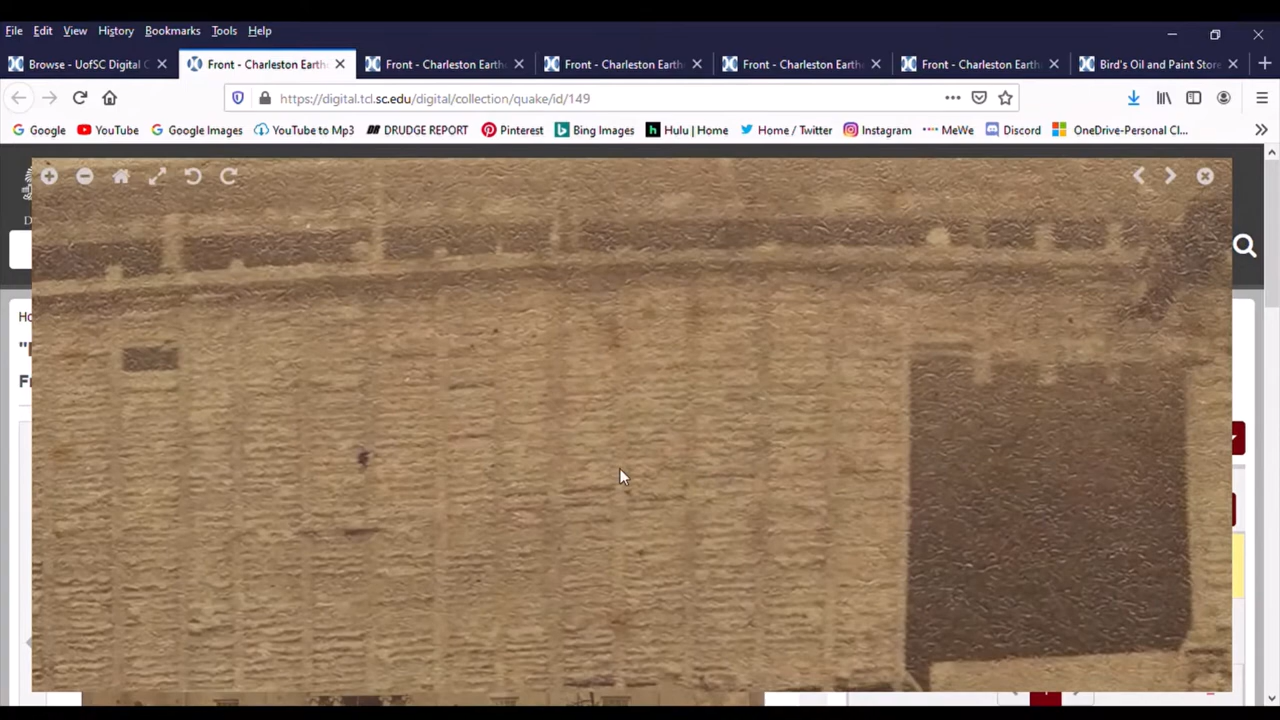 File Edit View History Bookmarks Tools Help
Browse - UofSC Digital C Front - Charleston Earth Front - Charleston Earth Front - Charleston Earth Front - Charleston Earth Front - Charleston Earth Bird's Oil and Paint Store
https://digital.tcl.sc.edu/digital/collection/quake/id/149
Google YouTube Google Images YouTube to Mp3 DRUDGE REPORT Pinterest Bing Images Hulu | Home Home / Twitter Instagram MeWe Discord OneDrive-Personal Cl...
D
Ho
"I
Fr